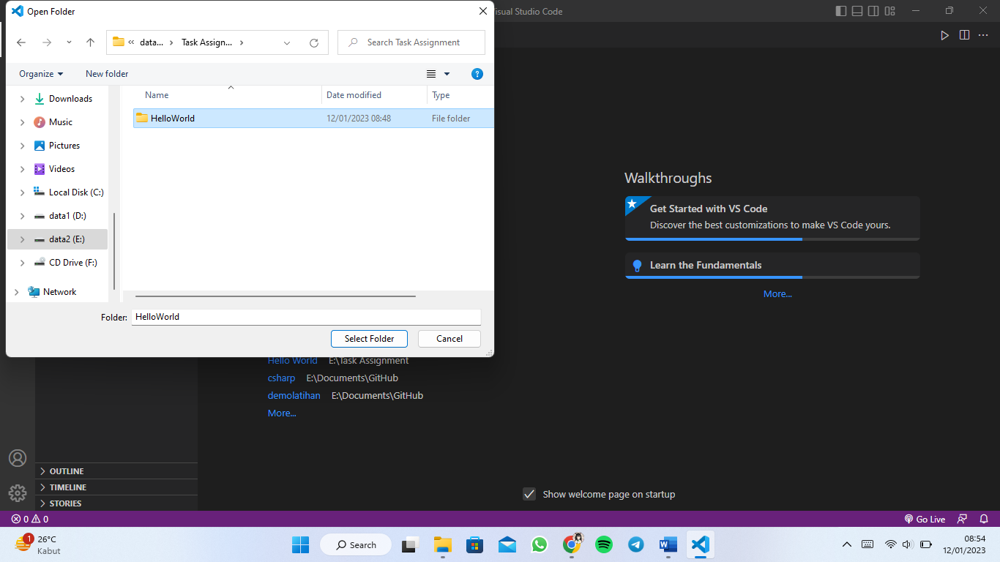 Open Folder
isual Studio Code
data...
Task Assign...
Search Task Assignment
Organize
New folder
Name
Date modified
Type
Downloads
HelloWorld
12/01/2023 08:48
File folder
Music
Pictures
Videos
Local Disk (C:)
data1 (D:)
data2 (E:)
CD Drive (F:)
Network
Folder:
HelloWorld
Select Folder
Cancel
Walkthroughs
Get Started with VS Code
Discover the best customizations to make VS Code yours.
Learn the Fundamentals
More...
Hello World E:\Task Assignment
csharp E:\Documents\GitHub
demolatihan E:\Documents\GitHub
More...
OUTLINE
TIMELINE
STORIES
Show welcome page on startup
0 0
Go Live
1
26°C
Kabut
Search
08:54
12/01/2023